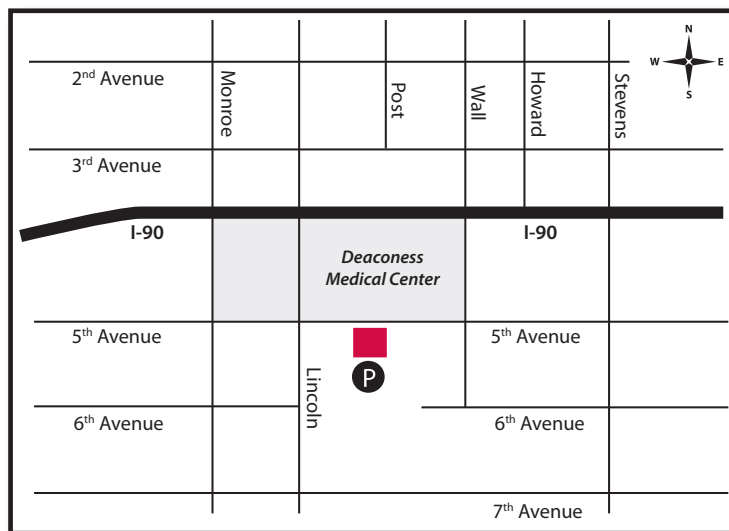 N
W E
S
2nd Avenue
Monroe
Post
Wall
Howard
Stevens
3rd Avenue
I-90
I-90
Deaconess
Medical Center
5th Avenue
5th Avenue
P
Lincoln
6th Avenue
6th Avenue
7th Avenue